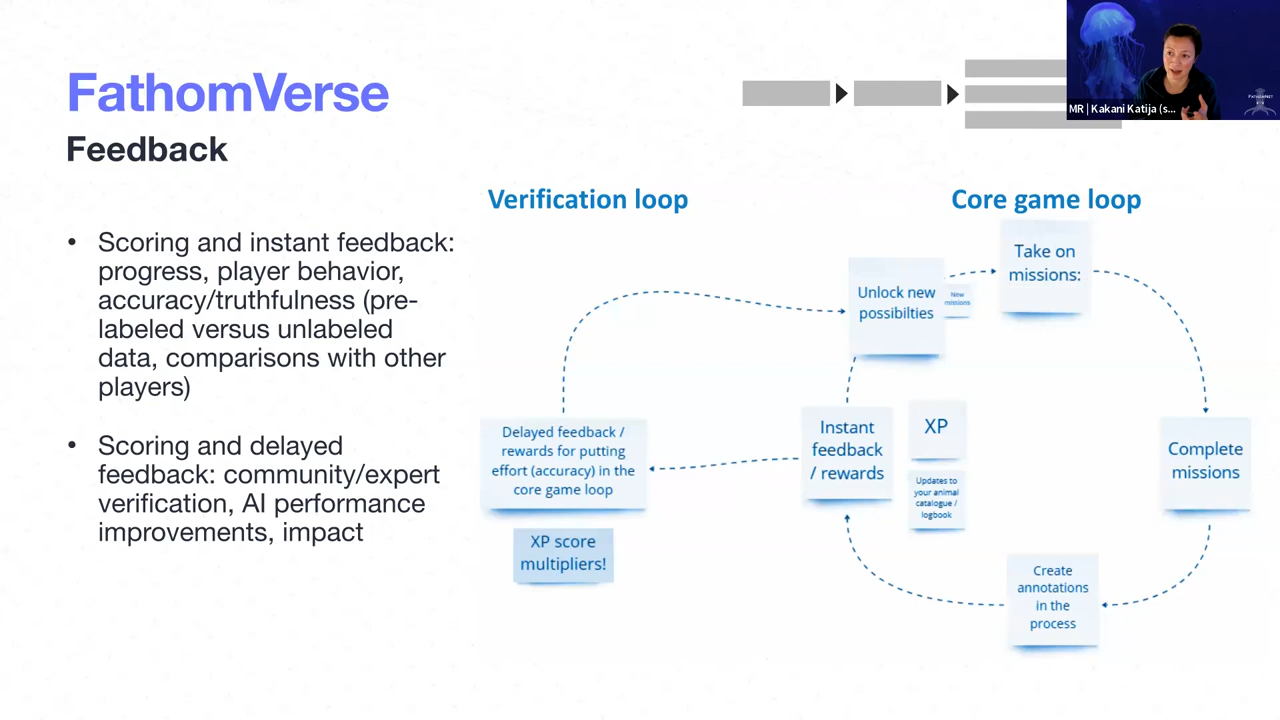 FathomVerse
Feedback
• Scoring and instant feedback:
progress, player behavior,
accuracy/truthfulness (pre-
labeled versus unlabeled
data, comparisons with other
players)
• Scoring and delayed
feedback: community/expert
verification, AI performance
improvements, impact
Verification loop
Core game loop
Take on
missions:
Unlock new
possibilties
New
missions
Delayed feedback /
rewards for putting
effort (accuracy) in the
core game loop
XP score
multipliers!
Instant
feedback
/ rewards
XP
Updates to
your animal
catalogue /
logbook
Complete
missions
Create
annotations
in the
process
MR | Kakani Katija (s...
FATHOMNET